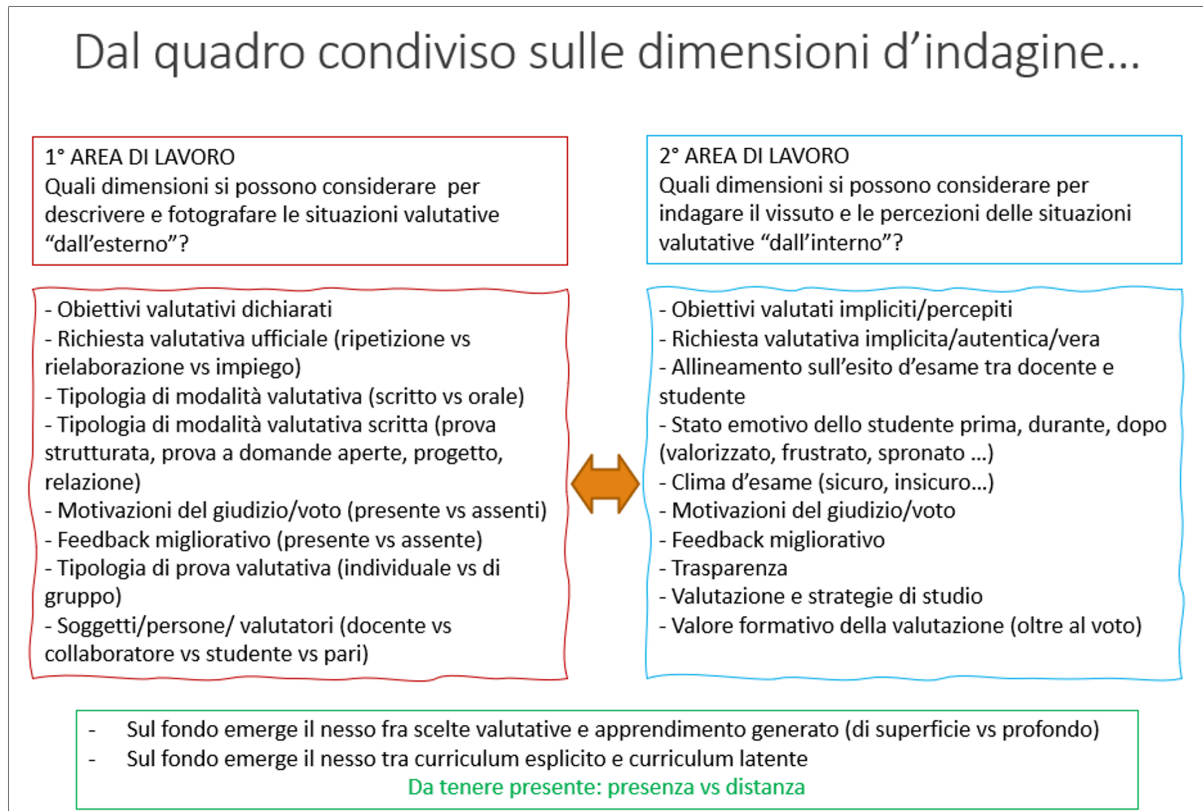 Dal quadro condiviso sulle dimensioni d’indagine…
1° AREA DI LAVORO
Quali dimensioni si possono considerare per
descrivere e fotografare le situazioni valutative
“dall’esterno”?
- Obiettivi valutativi dichiarati
- Richiesta valutativa ufficiale (ripetizione vs
rielaborazione vs impiego)
- Tipologia di modalità valutativa (scritto vs orale)
- Tipologia di modalità valutativa scritta (prova
strutturata, prova a domande aperte, progetto,
relazione)
- Motivazioni del giudizio/voto (presente vs assenti)
- Feedback migliorativo (presente vs assente)
- Tipologia di prova valutativa (individuale vs di
gruppo)
- Soggetti/persone/ valutatori (docente vs
collaboratore vs studente vs pari)
2° AREA DI LAVORO
Quali dimensioni si possono considerare per
indagare il vissuto e le percezioni delle situazioni
valutative “dall’interno”?
- Obiettivi valutati impliciti/percepiti
- Richiesta valutativa implicita/autentica/vera
- Allineamento sull’esito d’esame tra docente e
studente
- Stato emotivo dello studente prima, durante, dopo
(valorizzato, frustrato, spronato …)
- Clima d’esame (sicuro, insicuro…)
- Motivazioni del giudizio/voto
- Feedback migliorativo
- Trasparenza
- Valutazione e strategie di studio
- Valore formativo della valutazione (oltre al voto)
- Sul fondo emerge il nesso fra scelte valutative e apprendimento generato (di superficie vs profondo)
- Sul fondo emerge il nesso tra curriculum esplicito e curriculum latente
Da tenere presente: presenza vs distanza